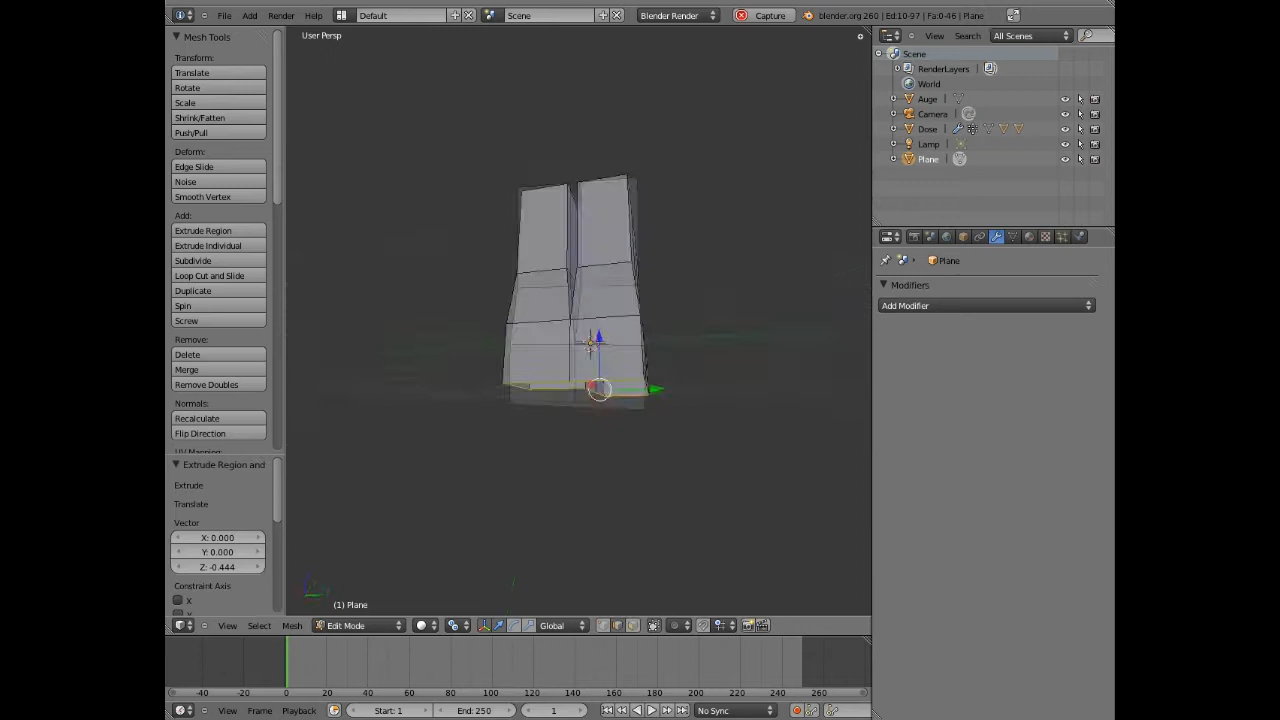 File Add Render Help Default Scene Blender Render Capture blender.org 260 | Ed:10-97 | Fa:0-46 | Plane
Mesh Tools
Transform:
Translate
Rotate
Scale
Shrink/Fatten
Push/Pull
Deform:
Edge Slide
Noise
Smooth Vertex
Add:
Extrude Region
Extrude Individual
Subdivide
Loop Cut and Slide
Duplicate
Spin
Screw
Remove:
Delete
Merge
Remove Doubles
Normals:
Recalculate
Flip Direction
UV Mapping:
Extrude Region and
Extrude
Translate
Vector
X: 0.000
Y: 0.000
Z: -0.444
Constraint Axis
X
User Persp
(1) Plane
View Select Mesh Edit Mode Global
-40 -20 0 20 40 60 80 100 120 140 160 180 200 220 240 260
View Frame Playback Start: 1 End: 250 1 No Sync
View Search All Scenes
Scene
RenderLayers |
World
Auge |
Camera |
Dose |
Lamp |
Plane |
Plane
Modifiers
Add Modifier